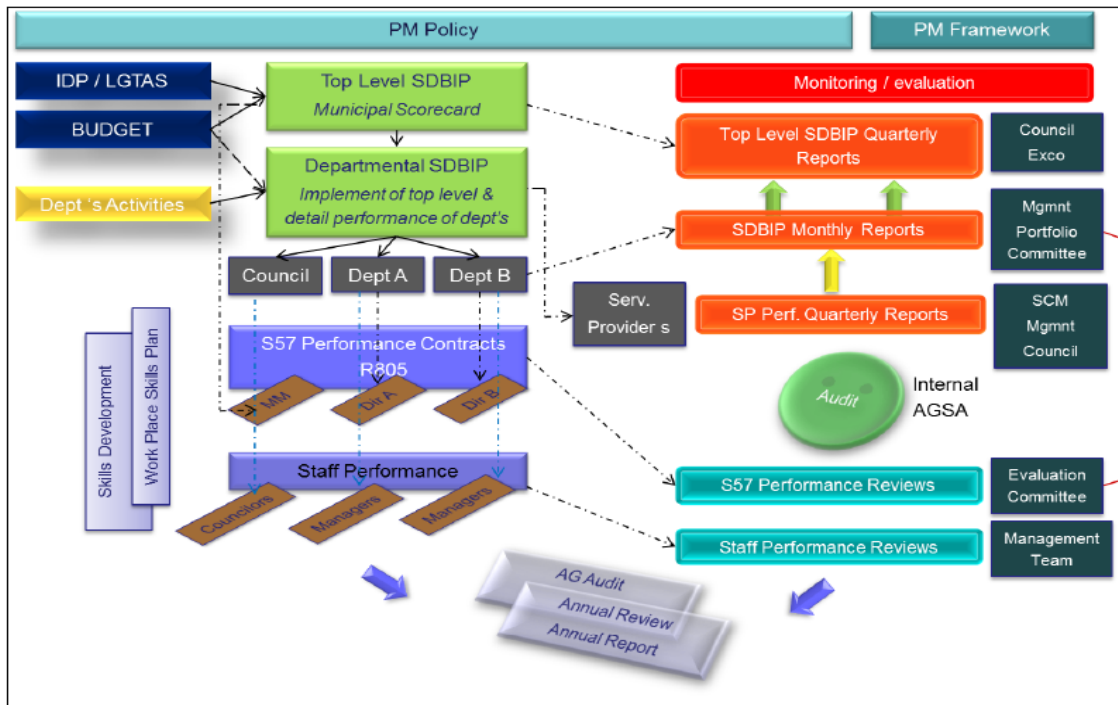 PM Policy
PM Framework
IDP / LGTAS
BUDGET
Dept 's Activities
Top Level SDBIP
Municipal Scorecard
Departmental SDBIP
Implement of top level &
detail performance of dept's
Council
Dept A
Dept B
Serv.
Provider s
S57 Performance Contracts
R805
MM
Dir A
Dir B
Staff Performance
Councilors
Managers
Managers
Skills Development
Work Place Skills Plan
Monitoring / evaluation
Top Level SDBIP Quarterly
Reports
Council
Exco
SDBIP Monthly Reports
Mgmnt
Portfolio
Committee
SP Perf. Quarterly Reports
SCM
Mgmnt
Council
Audit
Internal
AGSA
S57 Performance Reviews
Evaluation
Committee
Staff Performance Reviews
Management
Team
AG Audit
Annual Review
Annual Report